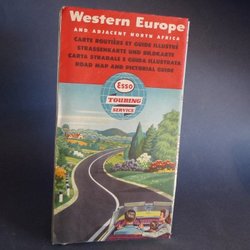 Western Europe
AND ADJACENT NORTH AFRICA
CARTE ROUTIÈRE ET GUIDE ILLUSTRÉ
STRASSENKARTE UND BILDKARTE
CARTA STRADALE E GUIDA ILLUSTRATA
ROAD MAP AND PICTORIAL GUIDE
Esso
TOURING
SERVICE